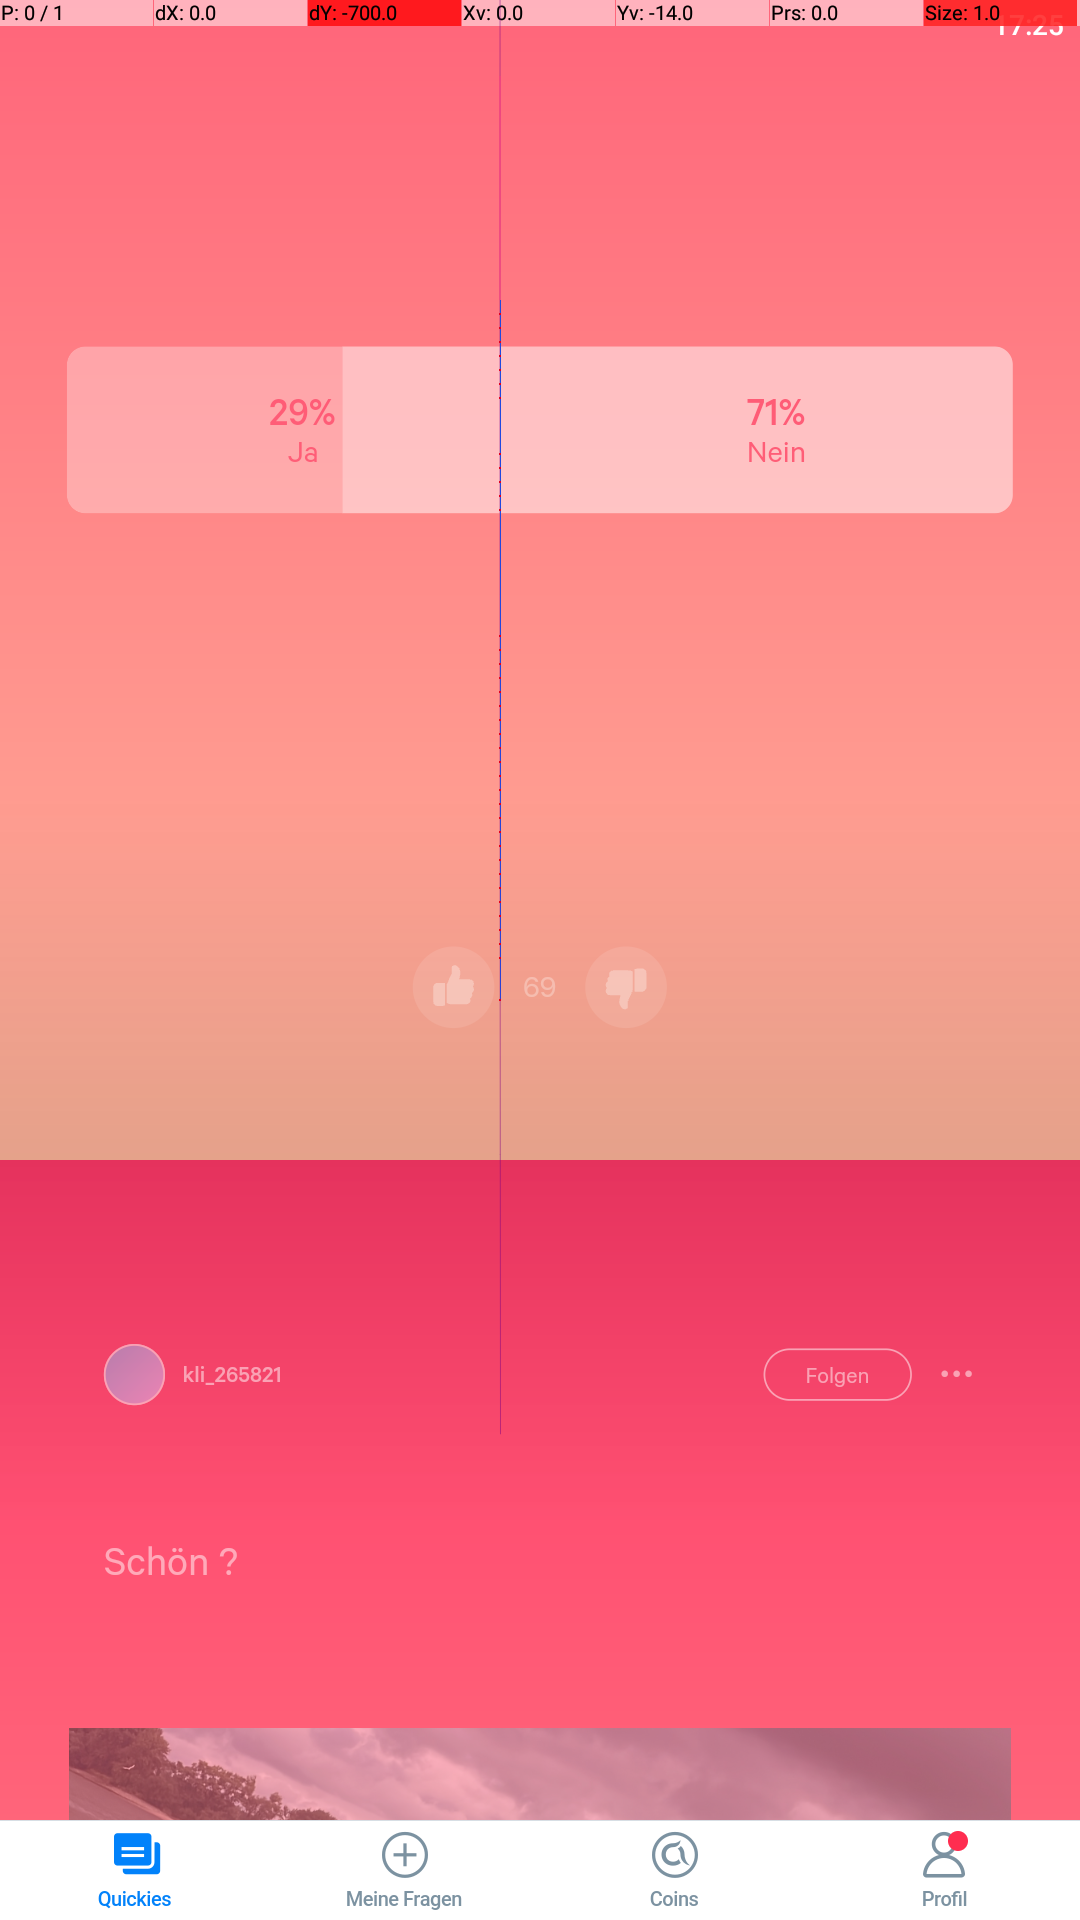 P: 0 / 1 dX: 0.0 dY: -700.0 Xv: 0.0 Yv: -14.0 Prs: 0.0 Size: 1.0
17:25
29% 71%
Ja Nein
69
kli_265821 Folgen
Schön ?
Quickies Meine Fragen Coins Profil